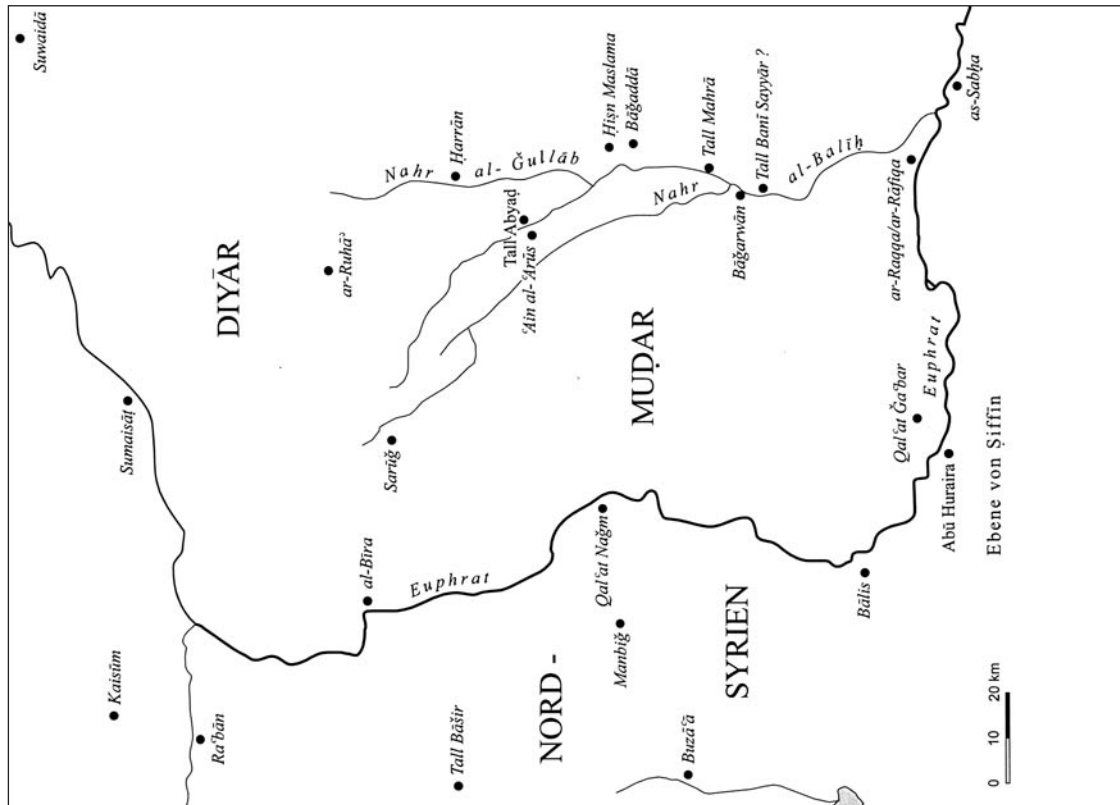 Suwaidā
Sumaisāṭ
Kaisūm
Raʿbān
DIYĀR
ar-Ruhāʾ
Nahr al-Ǧullāb
Ḥarrān
Sarūǧ
al-Bīra
Euphrat
Tall Bāšir
Tall Abyaḍ
ʿAin al-ʿArūs
Ḥiṣn Maslama
Bāǧaddā
Tall Mahrā
Nahr al-Balīḫ
Tall Banī Sayyār ?
Bāǧarwān
MUḌAR
NORD -
SYRIEN
Qalʿat Naǧm
Manbiǧ
Buzāʿā
Bālis
Qalʿat Ǧaʿbar
Euphrat
ar-Raqqa/ar-Rāfiqa
as-Sabḫa
Abū Huraira
Ebene von Ṣiffīn
0 10 20 km